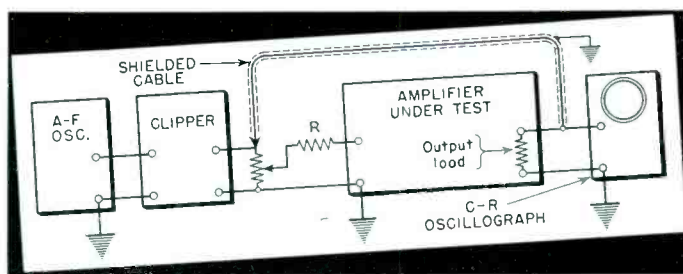 SHIELDED
CABLE
A-F
OSC.
CLIPPER
R
AMPLIFIER
UNDER TEST
Output
load
C-R
OSCILLOGRAPH